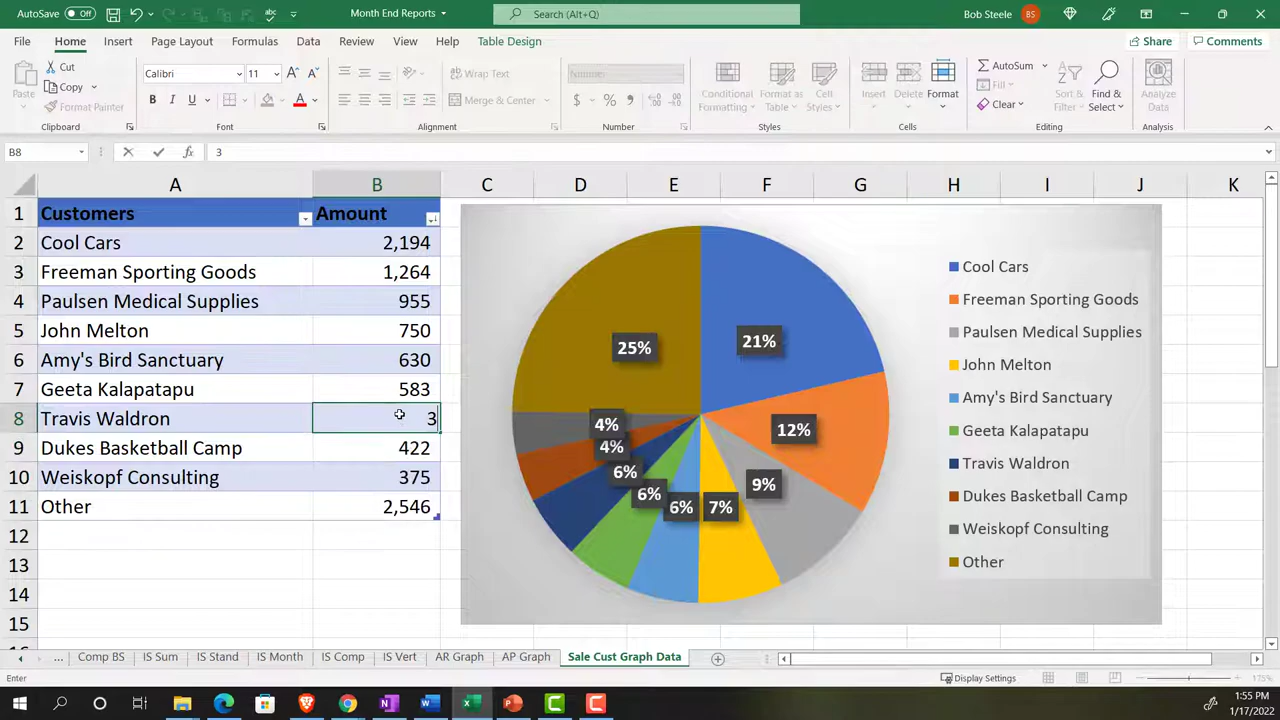 AutoSave Off
Month End Reports
Search (Alt+Q)
Bob Steele BS
File Home Insert Page Layout Formulas Data Review View Help Table Design
Share Comments
Paste
Cut
Copy
Format Painter
Clipboard
Calibri 11
B I U
Font
Wrap Text
Merge & Center
Alignment
Number
$ % 9
Number
Conditional Formatting
Format as Table
Cell Styles
Styles
Insert Delete Format
Cells
AutoSum
Fill
Clear
Sort & Filter
Find & Select
Editing
Analyze Data
Analysis
B8 fx 3
A B C D E F G H I J K
1 Customers Amount
2 Cool Cars 2,194
3 Freeman Sporting Goods 1,264
4 Paulsen Medical Supplies 955
5 John Melton 750
6 Amy's Bird Sanctuary 630
7 Geeta Kalapatapu 583
8 Travis Waldron 3
9 Dukes Basketball Camp 422
10 Weiskopf Consulting 375
11 Other 2,546
12
13
14
15
25%
21%
4%
12%
4%
6%
9%
6%
6%
7%
Cool Cars
Freeman Sporting Goods
Paulsen Medical Supplies
John Melton
Amy's Bird Sanctuary
Geeta Kalapatapu
Travis Waldron
Dukes Basketball Camp
Weiskopf Consulting
Other
... Comp BS IS Sum IS Stand IS Month IS Comp IS Vert AR Graph AP Graph Sale Cust Graph Data
Enter
Display Settings
175%
1:55 PM
1/17/2022